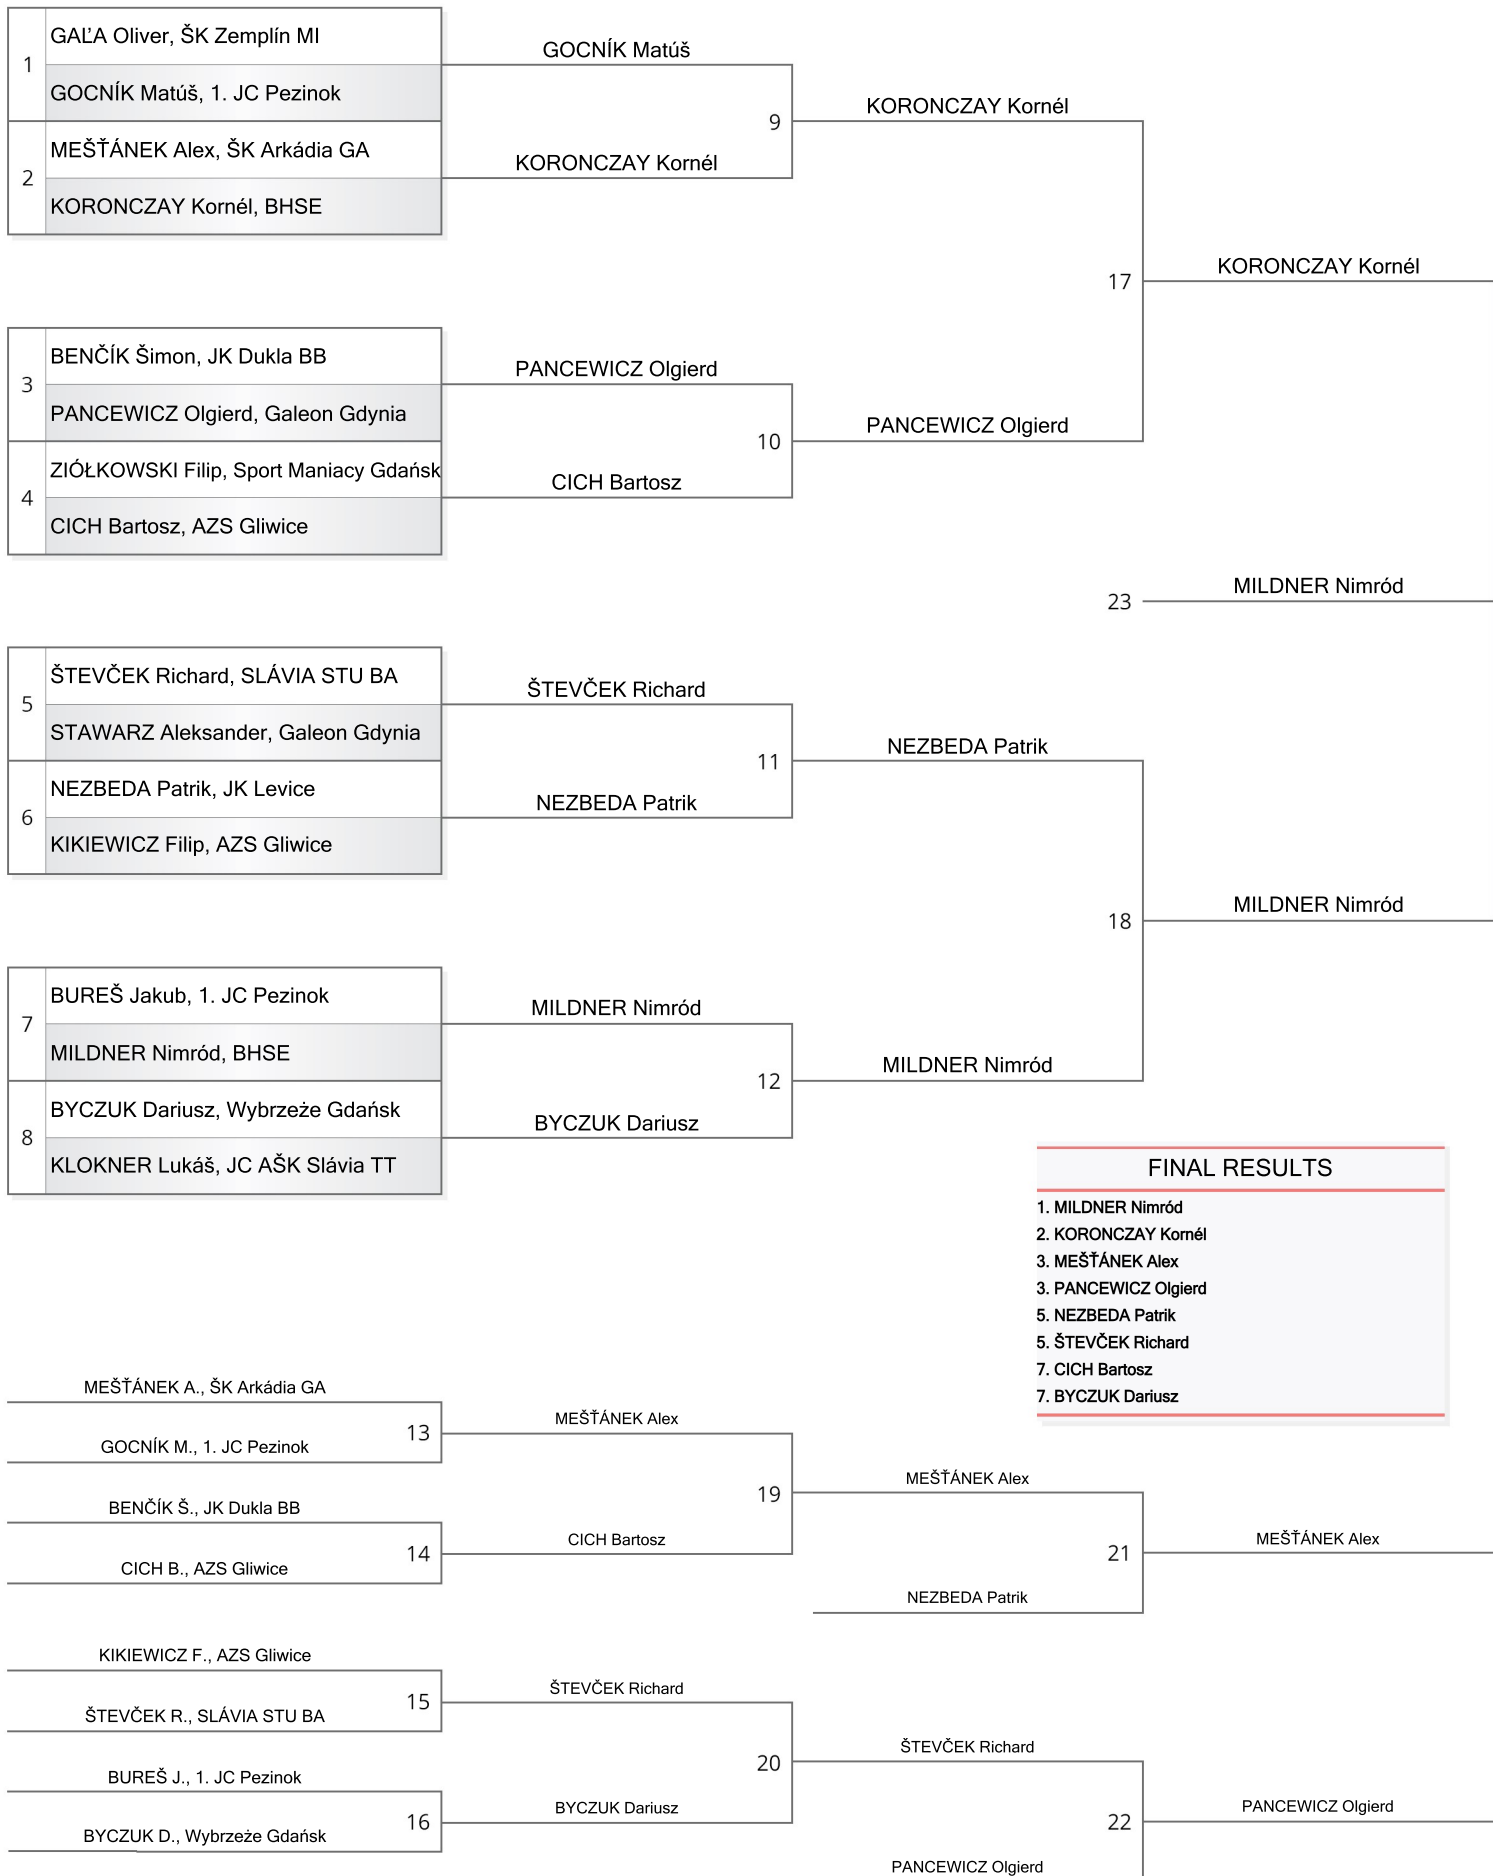 GAĽA Oliver, ŠK Zemplín MI
1
GOCNÍK Matúš, 1. JC Pezinok
MEŠŤÁNEK Alex, ŠK Arkádia GA
2
KORONCZAY Kornél, BHSE
GOCNÍK Matúš
9
KORONCZAY Kornél
KORONCZAY Kornél
17
KORONCZAY Kornél
BENČÍK Šimon, JK Dukla BB
3
PANCEWICZ Olgierd, Galeon Gdynia
ZIÓŁKOWSKI Filip, Sport Maniacy Gdańsk
4
CICH Bartosz, AZS Gliwice
PANCEWICZ Olgierd
10
CICH Bartosz
PANCEWICZ Olgierd
23
MILDNER Nimród
ŠTEVČEK Richard, SLÁVIA STU BA
5
STAWARZ Aleksander, Galeon Gdynia
NEZBEDA Patrik, JK Levice
6
KIKIEWICZ Filip, AZS Gliwice
ŠTEVČEK Richard
11
NEZBEDA Patrik
NEZBEDA Patrik
18
MILDNER Nimród
BUREŠ Jakub, 1. JC Pezinok
7
MILDNER Nimród, BHSE
BYCZUK Dariusz, Wybrzeże Gdańsk
8
KLOKNER Lukáš, JC AŠK Slávia TT
MILDNER Nimród
12
BYCZUK Dariusz
MILDNER Nimród
FINAL RESULTS
1. MILDNER Nimród
2. KORONCZAY Kornél
3. MEŠŤÁNEK Alex
3. PANCEWICZ Olgierd
5. NEZBEDA Patrik
5. ŠTEVČEK Richard
7. CICH Bartosz
7. BYCZUK Dariusz
MEŠŤÁNEK A., ŠK Arkádia GA
13
GOCNÍK M., 1. JC Pezinok
BENČÍK Š., JK Dukla BB
14
CICH B., AZS Gliwice
MEŠŤÁNEK Alex
19
CICH Bartosz
MEŠŤÁNEK Alex
21
NEZBEDA Patrik
MEŠŤÁNEK Alex
KIKIEWICZ F., AZS Gliwice
15
ŠTEVČEK R., SLÁVIA STU BA
BUREŠ J., 1. JC Pezinok
16
BYCZUK D., Wybrzeże Gdańsk
ŠTEVČEK Richard
20
BYCZUK Dariusz
ŠTEVČEK Richard
22
PANCEWICZ Olgierd
PANCEWICZ Olgierd